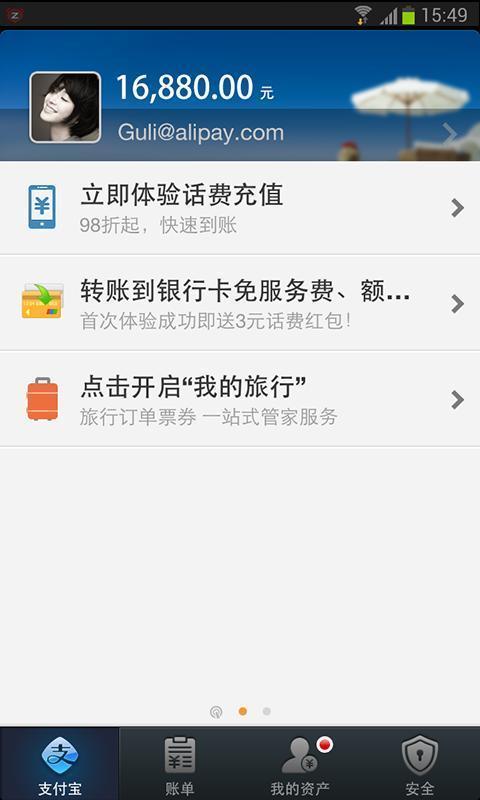 15:49
16,880.00 元
Guli@alipay.com
立即体验话费充值
98折起，快速到账
转账到银行卡免服务费、额...
首次体验成功即送3元话费红包！
点击开启“我的旅行”
旅行订单票券 一站式管家服务
支付宝
账单
我的资产
安全